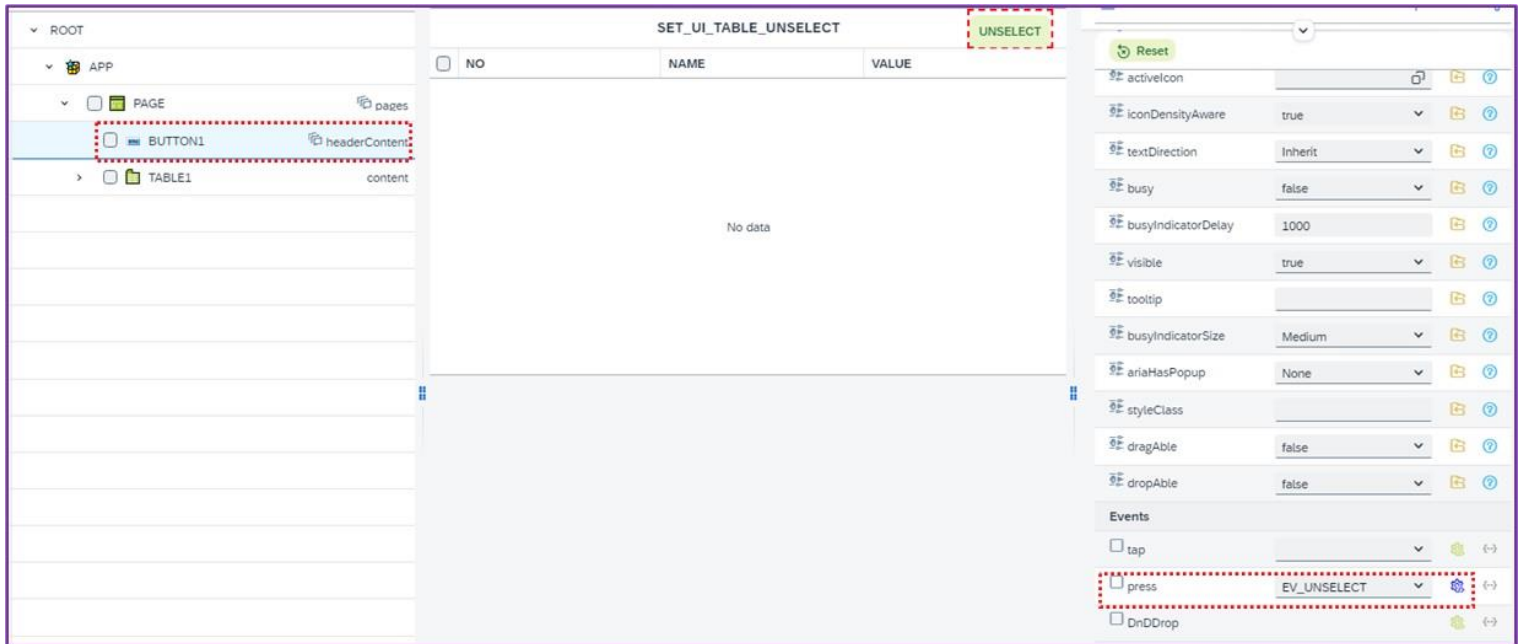 ROOT
APP
PAGE pages
BUTTON1 headerContent
TABLE1 content
SET_UI_TABLE_UNSELECT UNSELECT
NO NAME VALUE
No data
Reset
activeIcon
iconDensityAware true
textDirection Inherit
busy false
busyIndicatorDelay 1000
visible true
tooltip
busyIndicatorSize Medium
ariaHasPopup None
styleClass
dragAble false
dropAble false
Events
tap
press EV_UNSELECT
DnDDrop